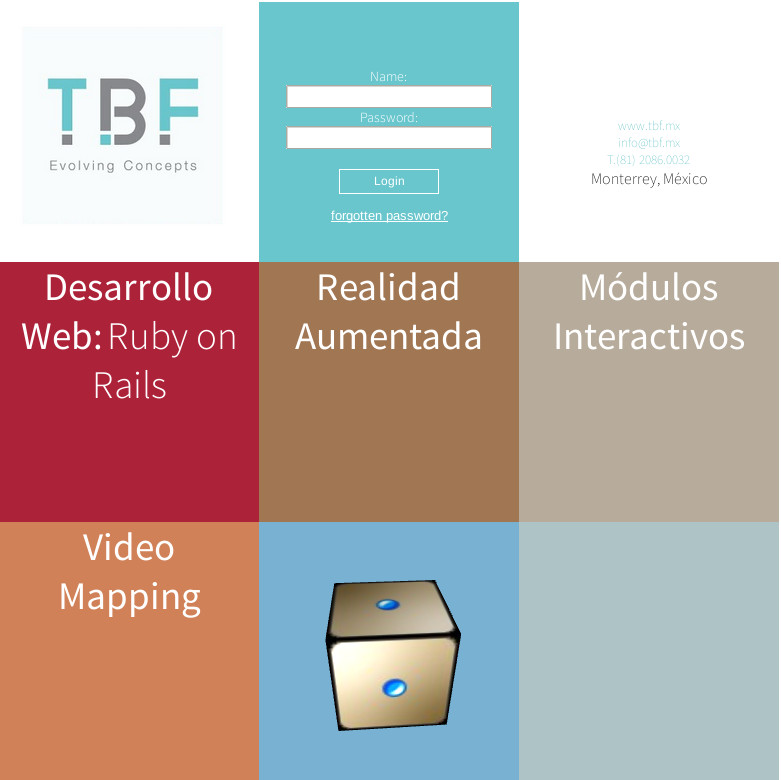 TBF
Evolving Concepts
Name:
Password:
Login
forgotten password?
www.tbf.mx
info@tbf.mx
T.(81) 2086.0032
Monterrey, México
Desarrollo
Web: Ruby on
Rails
Realidad
Aumentada
Módulos
Interactivos
Video
Mapping